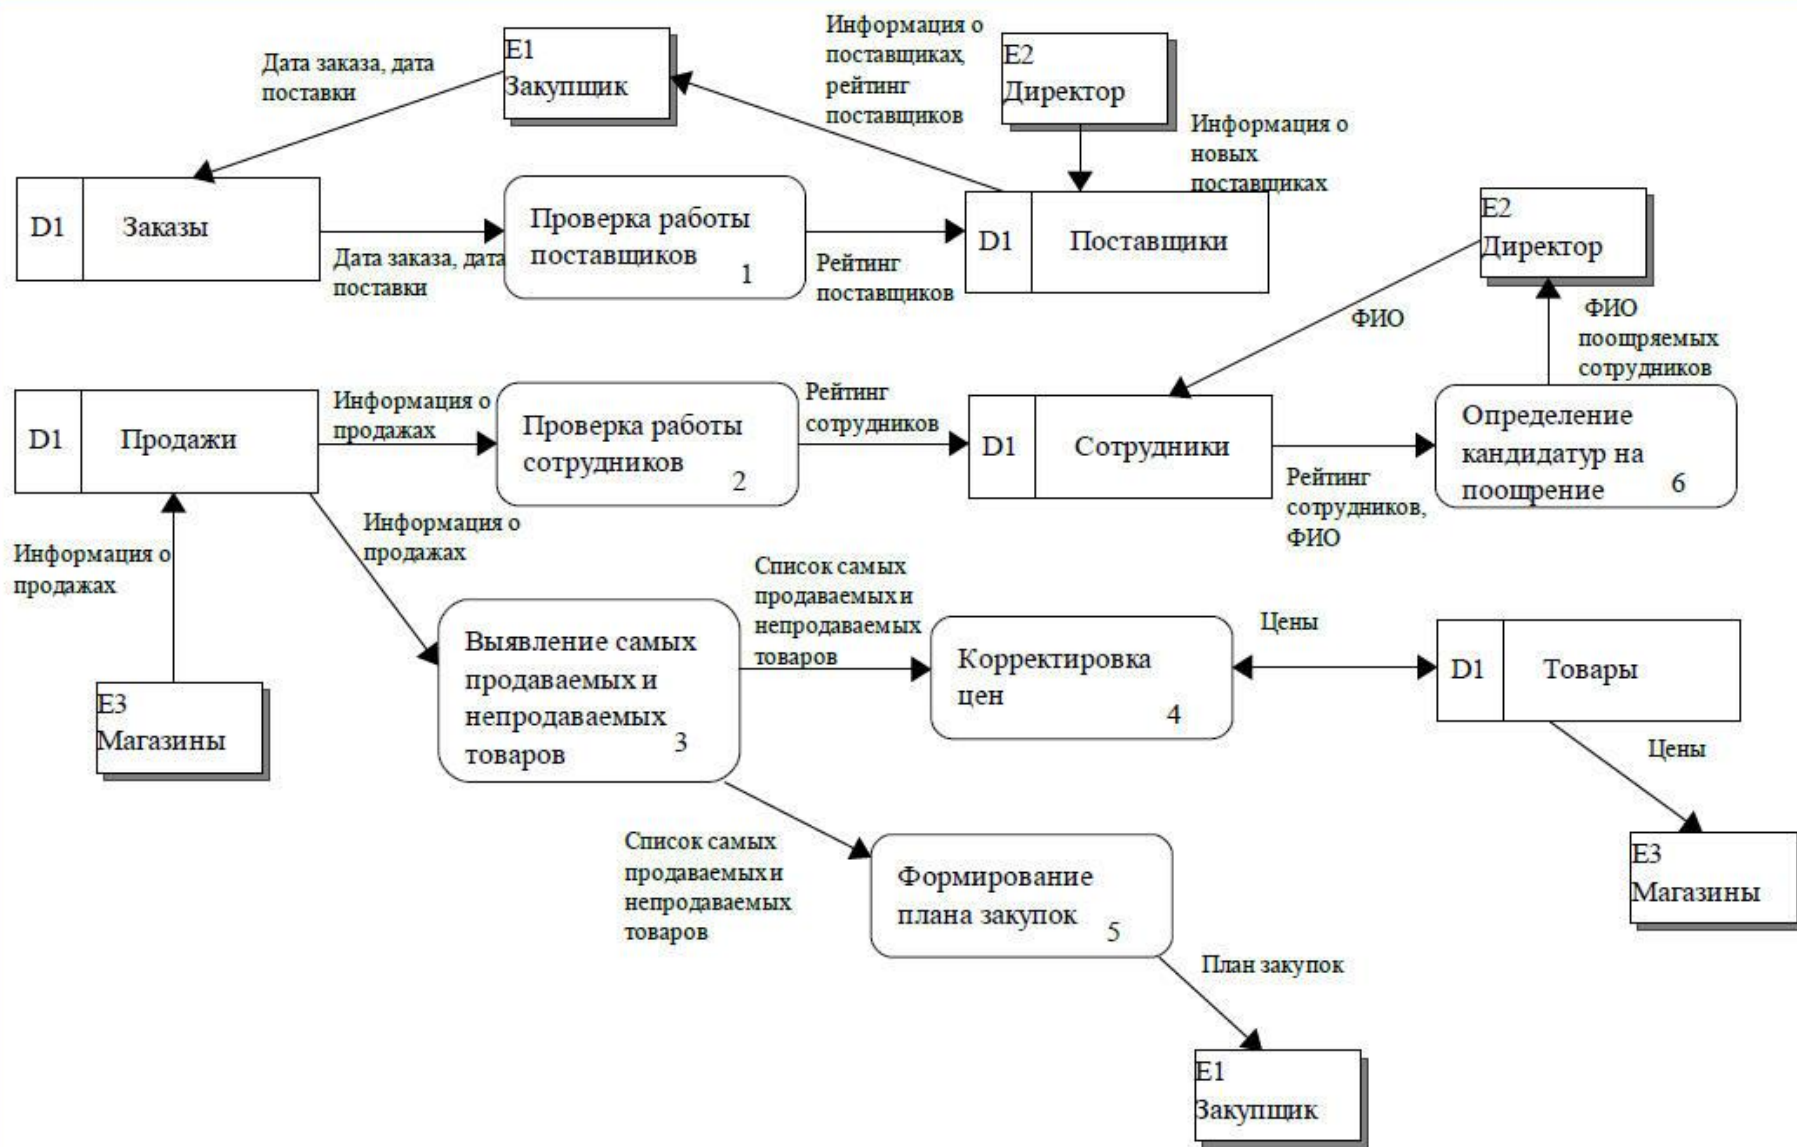 Дата заказа, дата
поставки
E1
Закупщик
Информация о
поставщиках,
рейтинг
поставщиков
E2
Директор
Информация о
новых
поставщиках
D1
Заказы
Дата заказа, дата
поставки
Проверка работы
поставщиков
1
Рейтинг
поставщиков
D1
Поставщики
E2
Директор
ФИО
ФИО
поощряемых
сотрудников
D1
Продажи
Информация о
продажах
Проверка работы
сотрудников
2
Рейтинг
сотрудников
D1
Сотрудники
Рейтинг
сотрудников,
ФИО
Определение
кандидатур на
поощрение
6
Информация о
продажах
Информация о
продажах
E3
Магазины
Выявление самых
продаваемых и
непродаваемых
товаров
3
Список самых
продаваемых и
непродаваемых
товаров
Корректировка
цен
4
Цены
D1
Товары
Цены
E3
Магазины
Список самых
продаваемых и
непродаваемых
товаров
Формирование
плана закупок
5
План закупок
E1
Закупщик